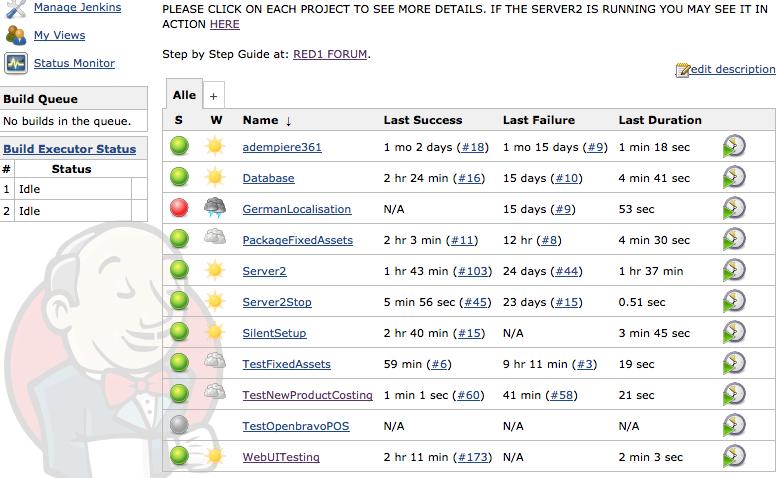 Manage Jenkins
My Views
Status Monitor
Build Queue
No builds in the queue.
Build Executor Status
# Status
1 Idle
2 Idle
PLEASE CLICK ON EACH PROJECT TO SEE MORE DETAILS. IF THE SERVER2 IS RUNNING YOU MAY SEE IT IN
ACTION HERE
Step by Step Guide at: RED1 FORUM.
edit description
Alle +
S W Name ↓ Last Success Last Failure Last Duration
adempiere361 1 mo 2 days (#18) 1 mo 15 days (#9) 1 min 18 sec
Database 2 hr 24 min (#16) 15 days (#10) 4 min 41 sec
GermanLocalisation N/A 15 days (#9) 53 sec
PackageFixedAssets 2 hr 3 min (#11) 12 hr (#8) 4 min 30 sec
Server2 1 hr 43 min (#103) 24 days (#44) 1 hr 37 min
Server2Stop 5 min 56 sec (#45) 23 days (#15) 0.51 sec
SilentSetup 2 hr 40 min (#15) N/A 3 min 45 sec
TestFixedAssets 59 min (#6) 9 hr 11 min (#3) 19 sec
TestNewProductCosting 1 min 1 sec (#60) 41 min (#58) 21 sec
TestOpenbravoPOS N/A N/A N/A
WebUITesting 2 hr 11 min (#173) N/A 2 min 3 sec